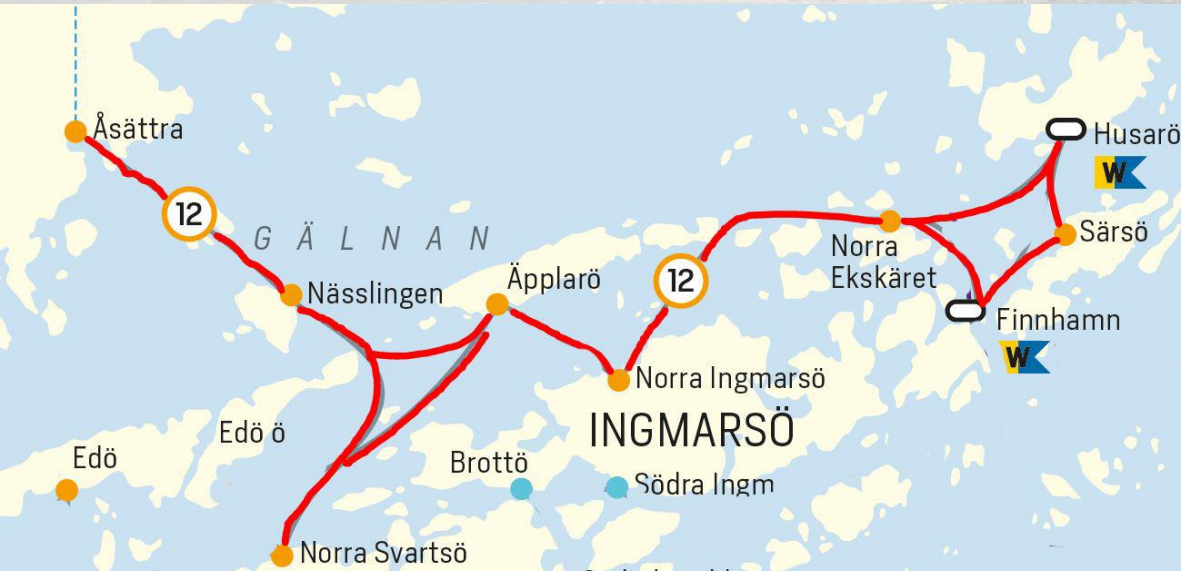 Åsättra
Husarö
W
12
GÄLNAN
Särsö
Norra
Ekskäret
Äpplarö
12
Nässlingen
Finnhamn
W
Norra Ingmarsö
INGMARSÖ
Edö ö
Edö
Brottö
Södra Ingm
Norra Svartsö